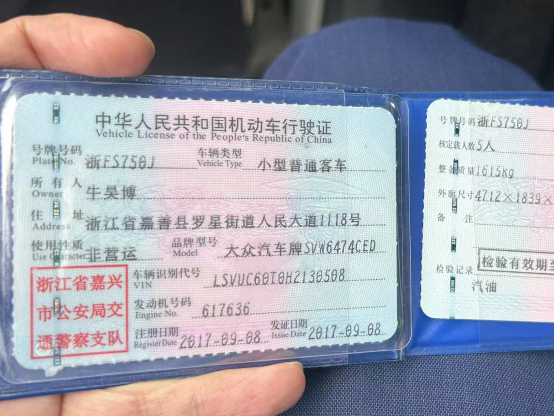 中华人民共和国机动车行驶证
Vehicle License of the People's Republic of China
号牌号码 浙FS750J 车辆类型 小型普通客车
Plate No. Vehicle Type
所有人 牛昊博
Owner
住址 浙江省嘉善县罗星街道人民大道1118号
Address
使用性质 非营运 品牌型号 大众汽车牌SVW6474CED
Use Character Model
浙江省嘉兴
市公安局交
通警察支队
车辆识别代号 LSVUC60T0H2130508
VIN
发动机号码 617636
Engine No.
注册日期 2017-09-08 发证日期 2017-09-08
Register Date Issue Date
号牌号码 浙FS750J
核定载人数 5人
整备质量 1615kg
外廓尺寸 4712×1839×
备注
检验有效期至
检验记录
汽油